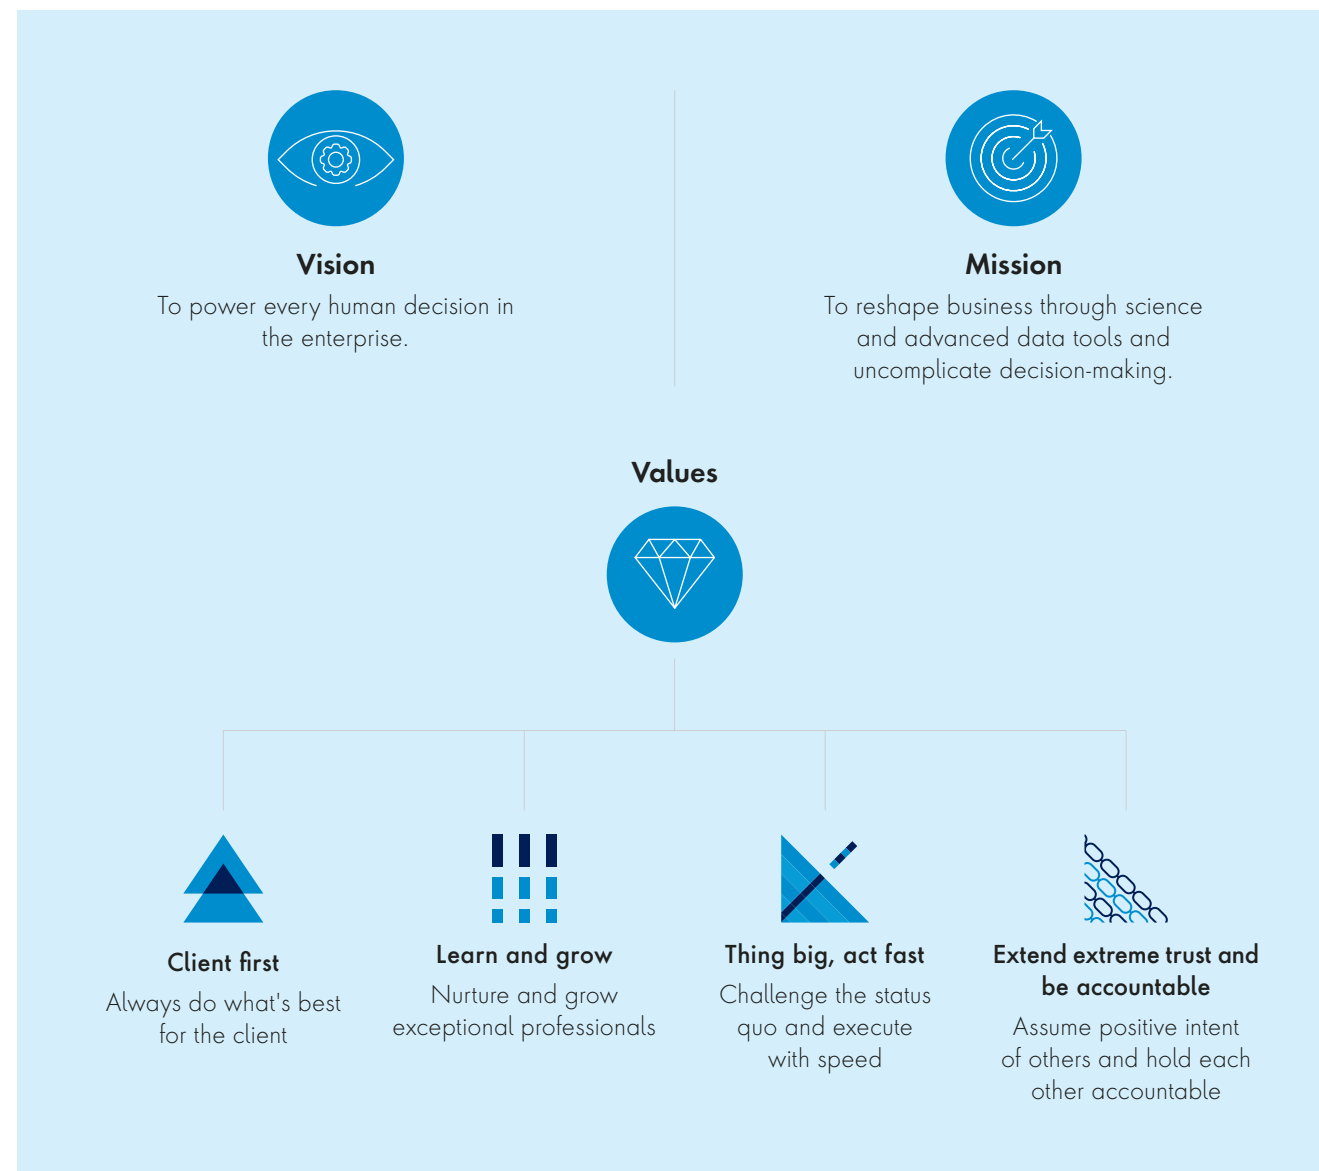 Vision
To power every human decision in
the enterprise.
Mission
To reshape business through science
and advanced data tools and
uncomplicate decision-making.
Values
Client first
Always do what's best
for the client
Learn and grow
Nurture and grow
exceptional professionals
Thing big, act fast
Challenge the status
quo and execute
with speed
Extend extreme trust and
be accountable
Assume positive intent
of others and hold each
other accountable